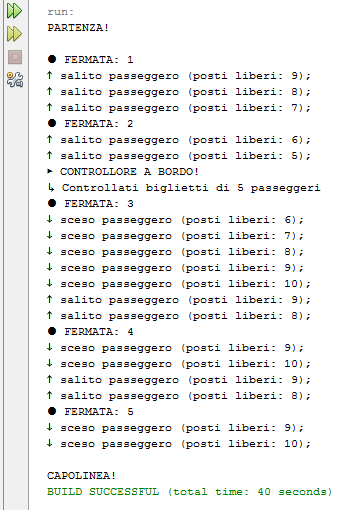 run:
PARTENZA!
● FERMATA: 1
↑ salito passeggero (posti liberi: 9);
↑ salito passeggero (posti liberi: 8);
↑ salito passeggero (posti liberi: 7);
● FERMATA: 2
↑ salito passeggero (posti liberi: 6);
↑ salito passeggero (posti liberi: 5);
► CONTROLLORE A BORDO!
↳ Controllati biglietti di 5 passeggeri
● FERMATA: 3
↓ sceso passeggero (posti liberi: 6);
↓ sceso passeggero (posti liberi: 7);
↓ sceso passeggero (posti liberi: 8);
↓ sceso passeggero (posti liberi: 9);
↓ sceso passeggero (posti liberi: 10);
↑ salito passeggero (posti liberi: 9);
↑ salito passeggero (posti liberi: 8);
● FERMATA: 4
↓ sceso passeggero (posti liberi: 9);
↓ sceso passeggero (posti liberi: 10);
↑ salito passeggero (posti liberi: 9);
↑ salito passeggero (posti liberi: 8);
● FERMATA: 5
↓ sceso passeggero (posti liberi: 9);
↓ sceso passeggero (posti liberi: 10);
CAPOLINEA!
BUILD SUCCESSFUL (total time: 40 seconds)